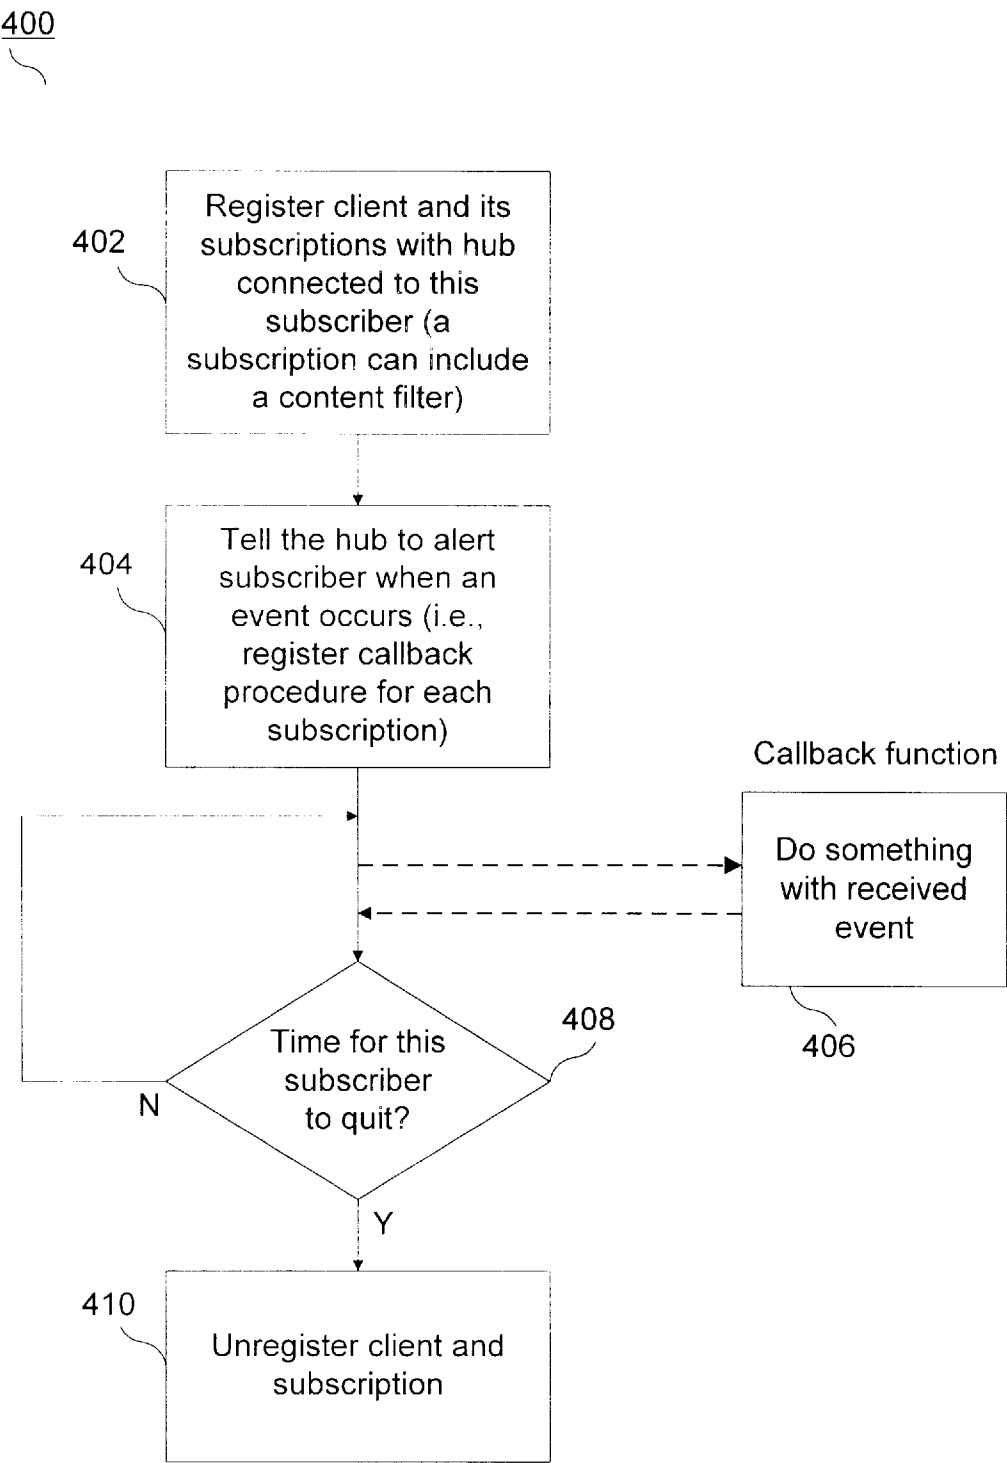 400
402
Register client and its
subscriptions with hub
connected to this
subscriber (a
subscription can include
a content filter)
404
Tell the hub to alert
subscriber when an
event occurs (i.e.,
register callback
procedure for each
subscription)
Callback function
Do something
with received
event
406
408
Time for this
subscriber
to quit?
N
Y
410
Unregister client and
subscription